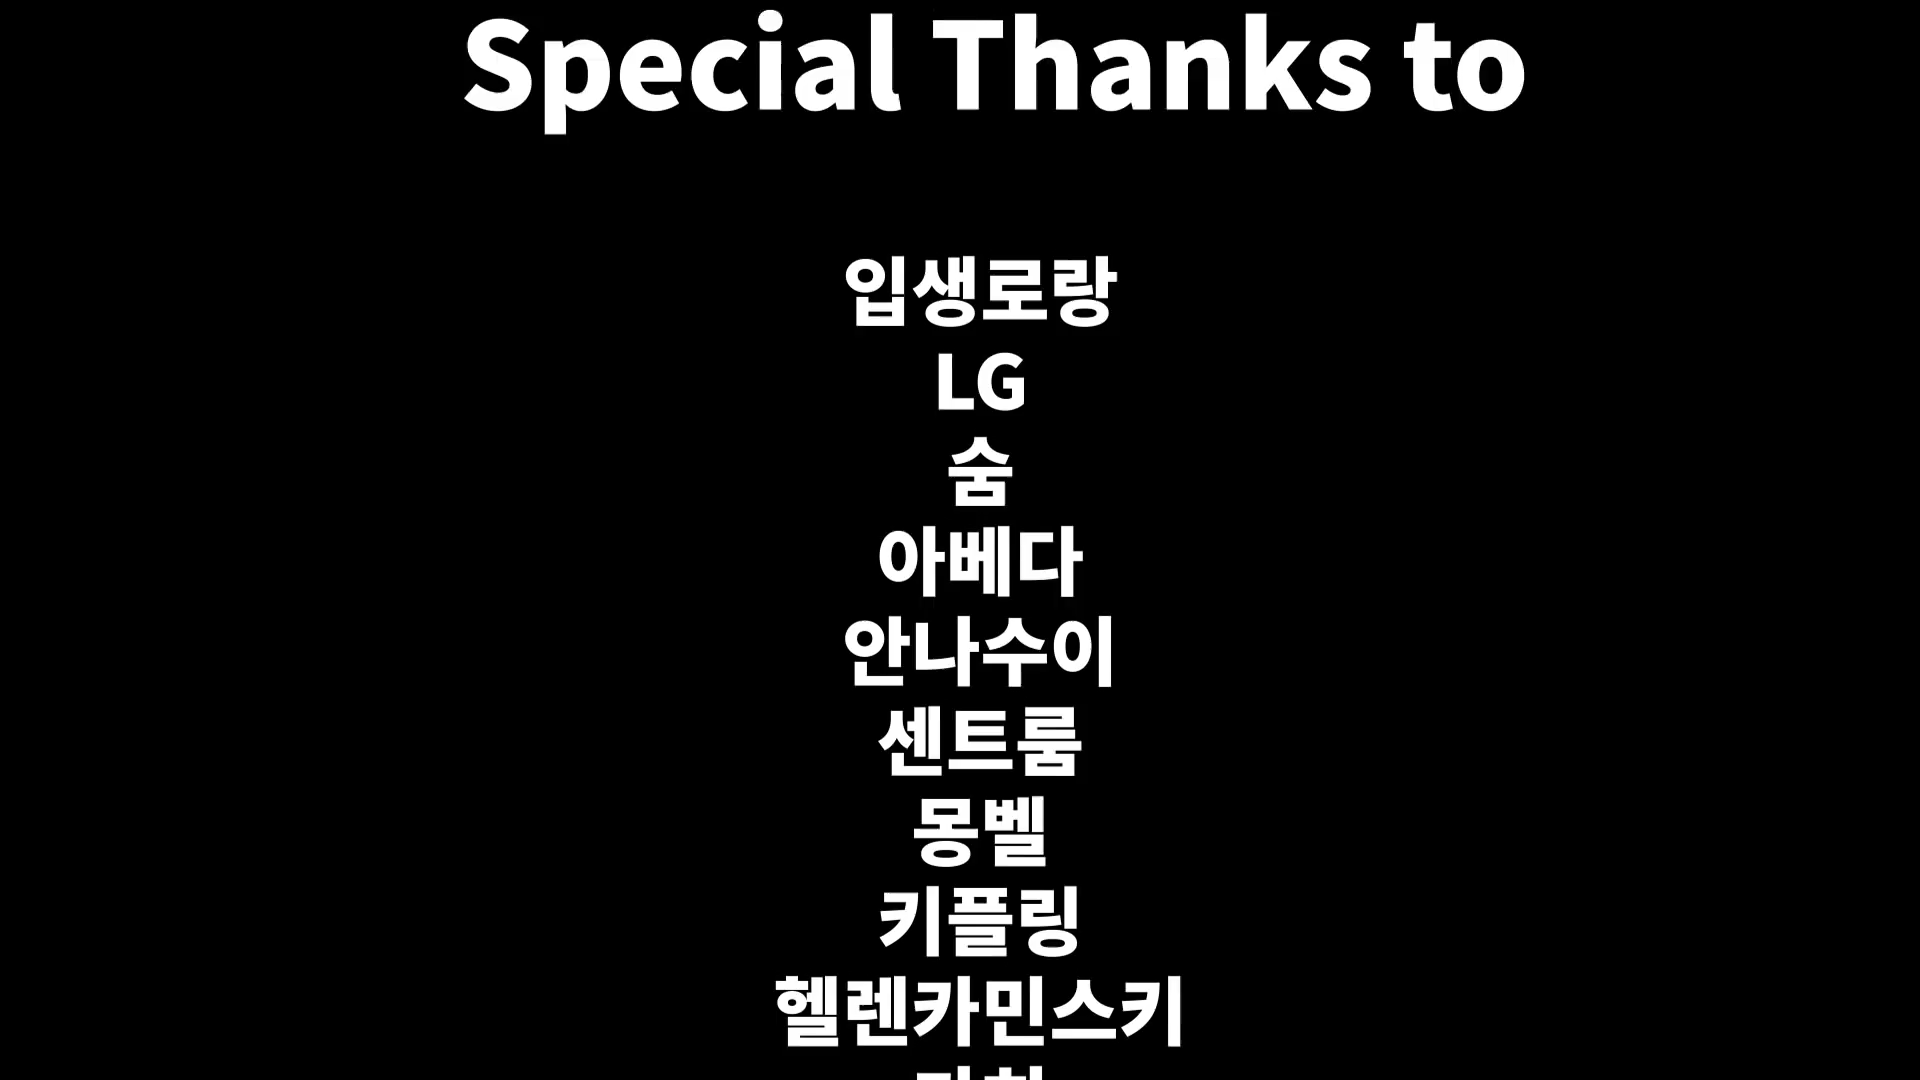 Special Thanks to
입생로랑
LG
숨
아베다
안나수이
센트룸
몽벨
키플링
헬렌카민스키